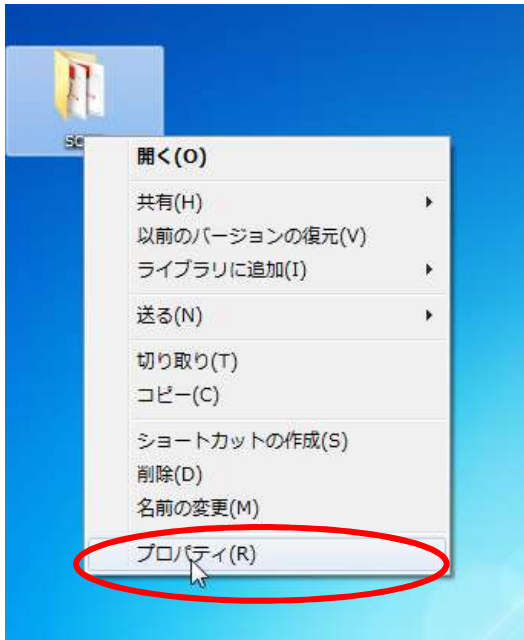 開く(O)
共有(H)
以前のバージョンの復元(V)
ライブラリに追加(I)
送る(N)
切り取り(T)
コピー(C)
ショートカットの作成(S)
削除(D)
名前の変更(M)
プロパティ(R)